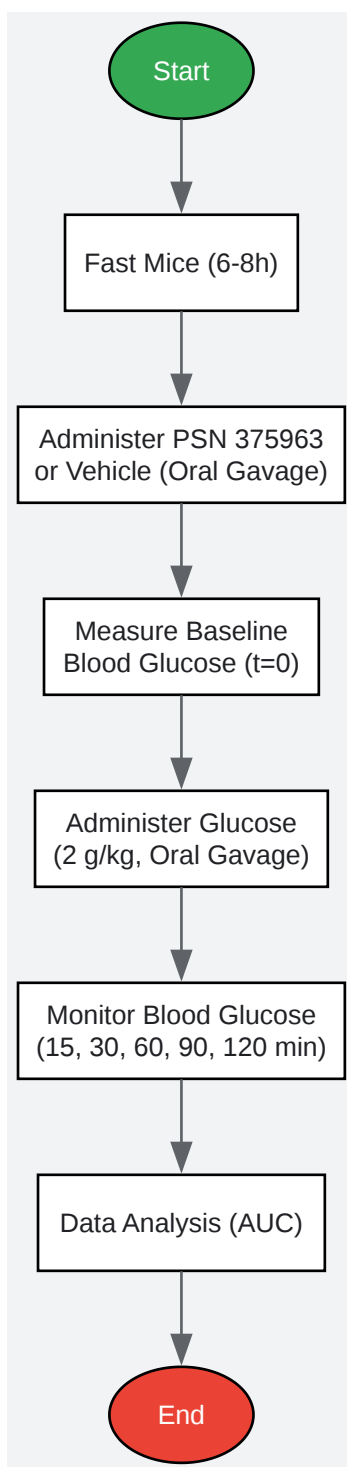 Start
Fast Mice (6-8h)
Administer PSN 375963
or Vehicle (Oral Gavage)
Measure Baseline
Blood Glucose (t=0)
Administer Glucose
(2 g/kg, Oral Gavage)
Monitor Blood Glucose
(15, 30, 60, 90, 120 min)
Data Analysis (AUC)
End